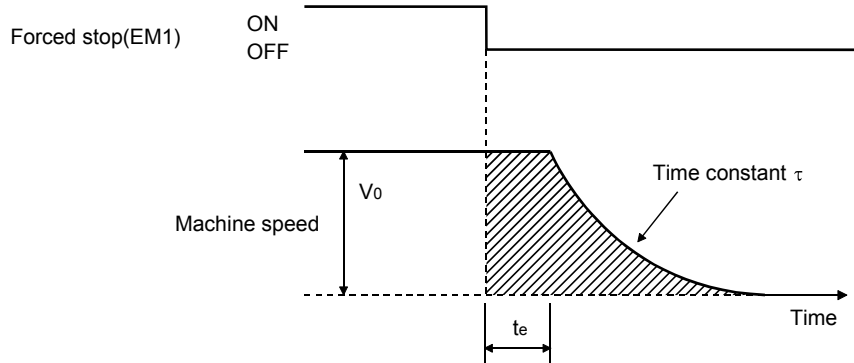 Forced stop(EM1)
ON
OFF
Machine speed
V0
Time constant τ
Time
te